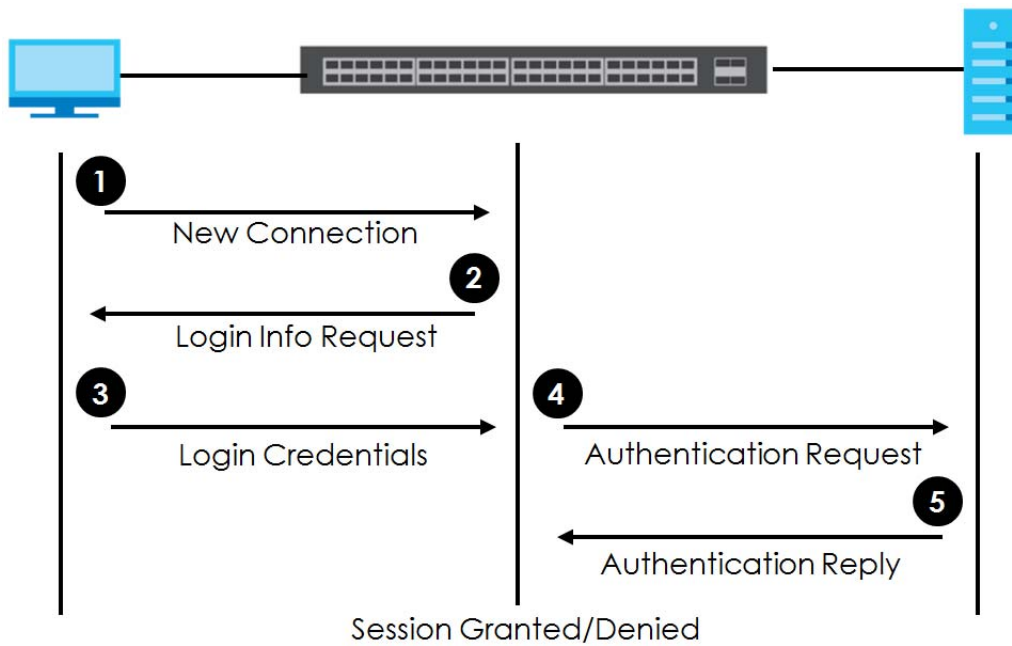 1
New Connection
2
Login Info Request
3
Login Credentials
4
Authentication Request
5
Authentication Reply
Session Granted/Denied